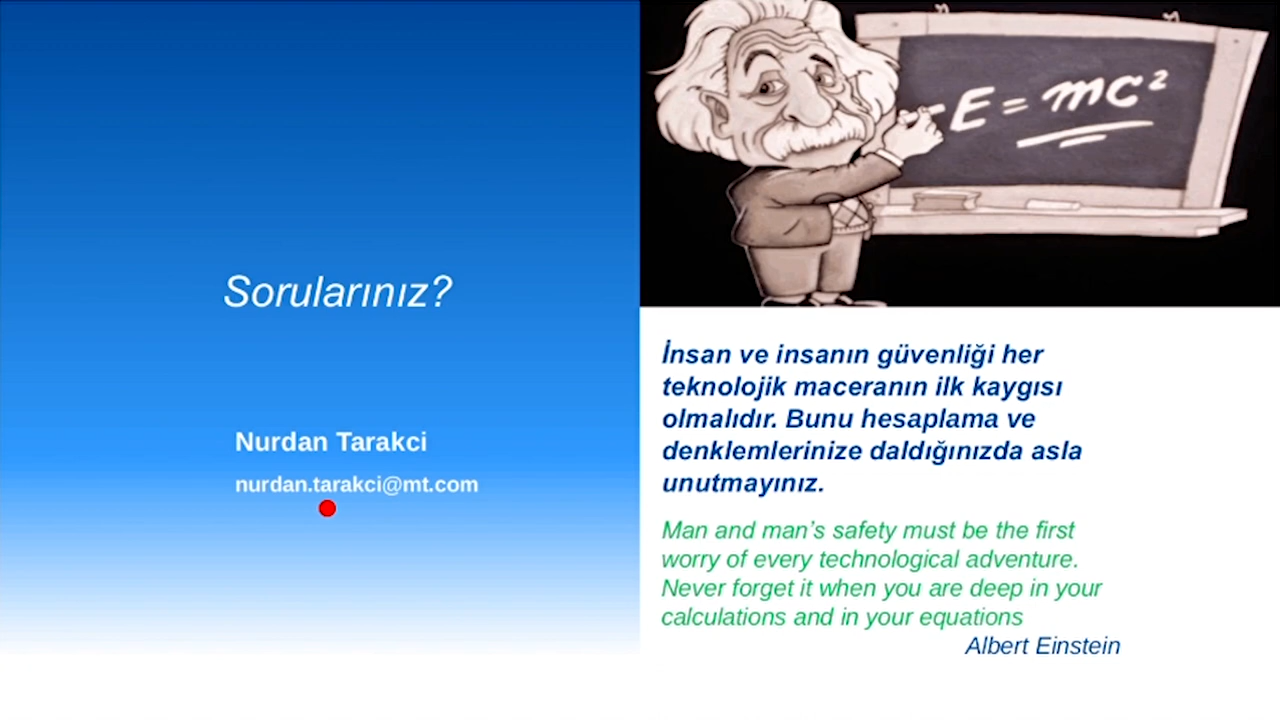 Sorularınız?
Nurdan Tarakci
nurdan.tarakci@mt.com
E = mc²
İnsan ve insanın güvenliği her
teknolojik maceranın ilk kaygısı
olmalıdır. Bunu hesaplama ve
denklemlerinize daldığınızda asla
unutmayınız.
Man and man’s safety must be the first
worry of every technological adventure.
Never forget it when you are deep in your
calculations and in your equations
Albert Einstein